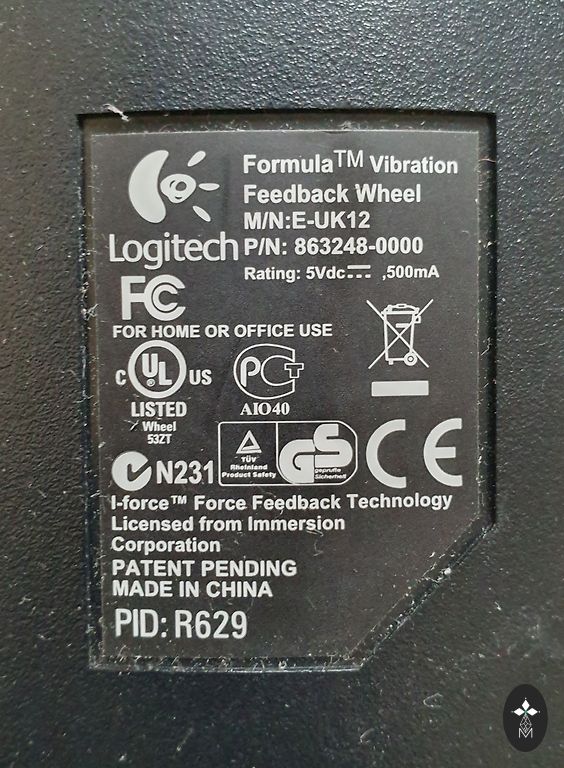 Formula™ Vibration
Feedback Wheel
M/N:E-UK12
Logitech P/N: 863248-0000
Rating: 5Vdc⎓ ,500mA
FC
FOR HOME OR OFFICE USE
c UL US
LISTED
Wheel
53ZT
РСТ
АЮ40
N231
TÜV
Rheinland
Product Safety
GS
geprüfte
Sicherheit
CE
I-force™ Force Feedback Technology
Licensed from Immersion
Corporation
PATENT PENDING
MADE IN CHINA
PID: R629
M